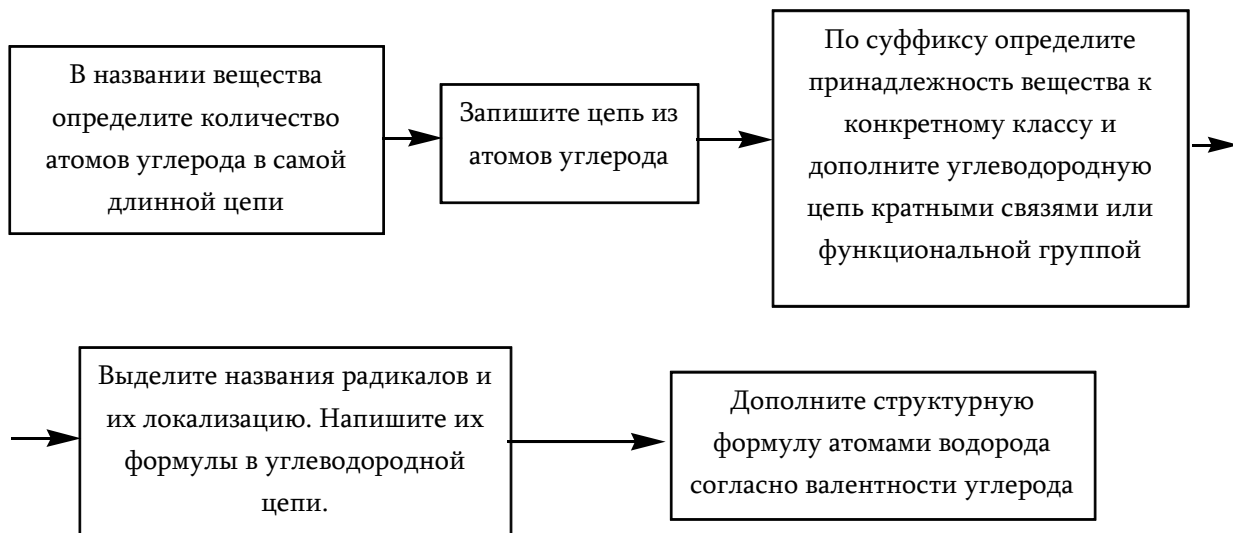 В названии вещества
определите количество
атомов углерода в самой
длинной цепи
Запишите цепь из
атомов углерода
По суффиксу определите
принадлежность вещества к
конкретному классу и
дополните углеводородную
цепь кратными связями или
функциональной группой
Выделите названия радикалов и
их локализацию. Напишите их
формулы в углеводородной
цепи.
Дополните структурную
формулу атомами водорода
согласно валентности углерода